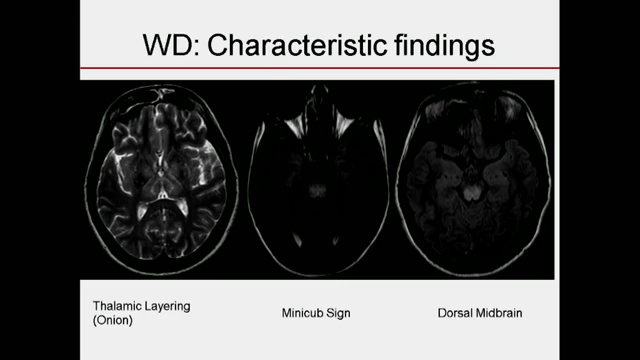 WD: Characteristic findings
Thalamic Layering
(Onion)
Minicub Sign
Dorsal Midbrain